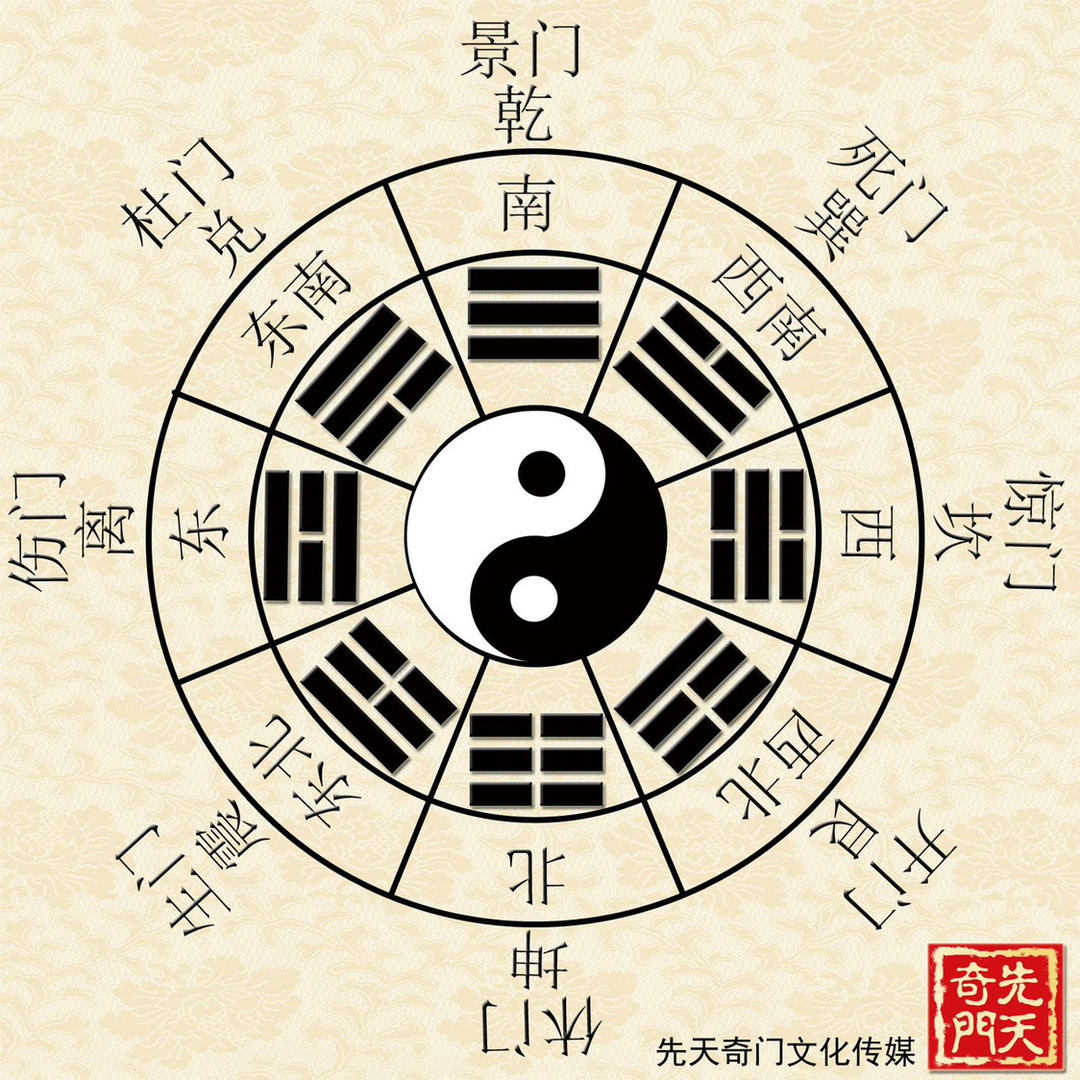 景门
乾
南
死门
巽
西南
惊门
坎
西
开门
艮
西北
休门
坤
北
生门
震
东北
伤门
离
东
杜门
兑
东南
先天奇门文化传媒
先天
奇門